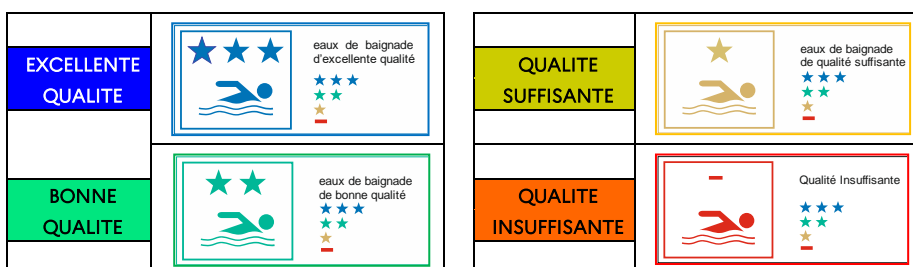 EXCELLENTE
QUALITE
eaux de baignade
d'excellente qualité
QUALITE
SUFFISANTE
eaux de baignade
de qualité suffisante
BONNE
QUALITE
eaux de baignade
de bonne qualité
QUALITE
INSUFFISANTE
Qualité Insuffisante